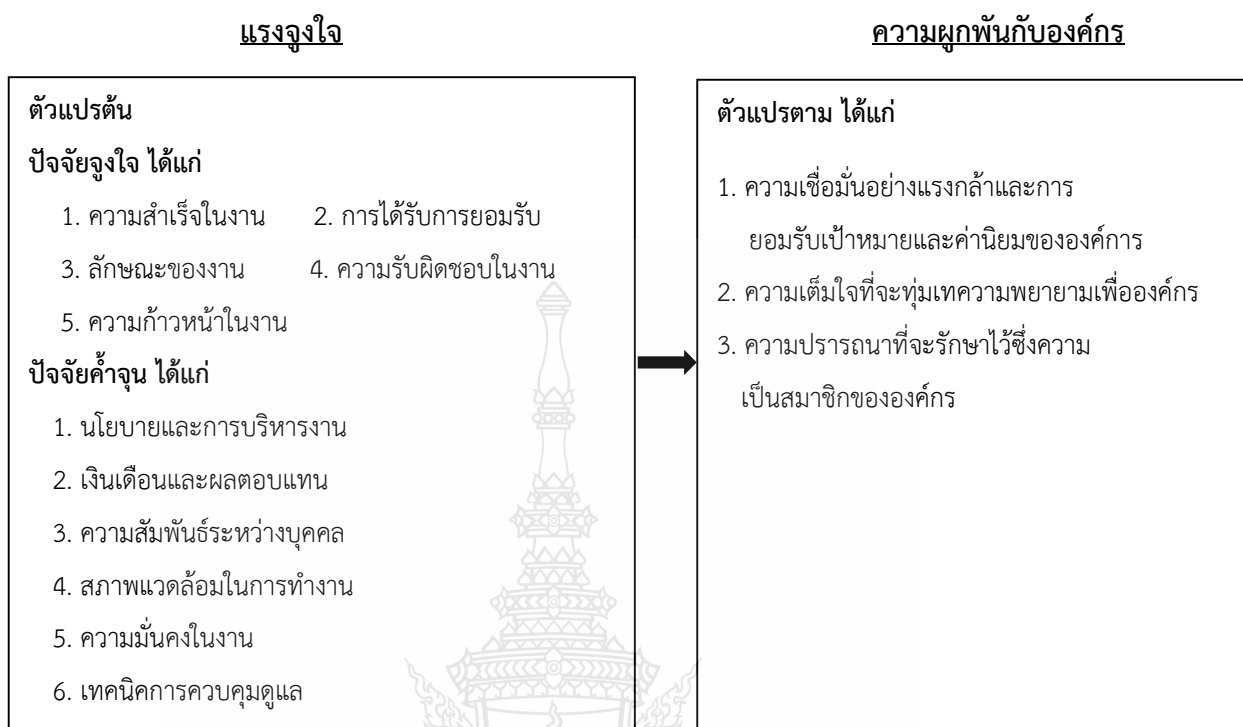 แรงจูงใจ
ความผูกพันกับองค์กร
ตัวแปรต้น
ปัจจัยจูงใจ ได้แก่
1. ความสำเร็จในงาน 2. การได้รับการยอมรับ
3. ลักษณะของงาน 4. ความรับผิดชอบในงาน
5. ความก้าวหน้าในงาน
ปัจจัยค้ำจุน ได้แก่
1. นโยบายและการบริหารงาน
2. เงินเดือนและผลตอบแทน
3. ความสัมพันธ์ระหว่างบุคคล
4. สภาพแวดล้อมในการทำงาน
5. ความมั่นคงในงาน
6. เทคนิคการควบคุมดูแล
ตัวแปรตาม ได้แก่
1. ความเชื่อมั่นอย่างแรงกล้าและการ
ยอมรับเป้าหมายและค่านิยมขององค์การ
2. ความเต็มใจที่จะทุ่มเทความพยายามเพื่อองค์กร
3. ความปรารถนาที่จะรักษาไว้ซึ่งความ
เป็นสมาชิกขององค์กร